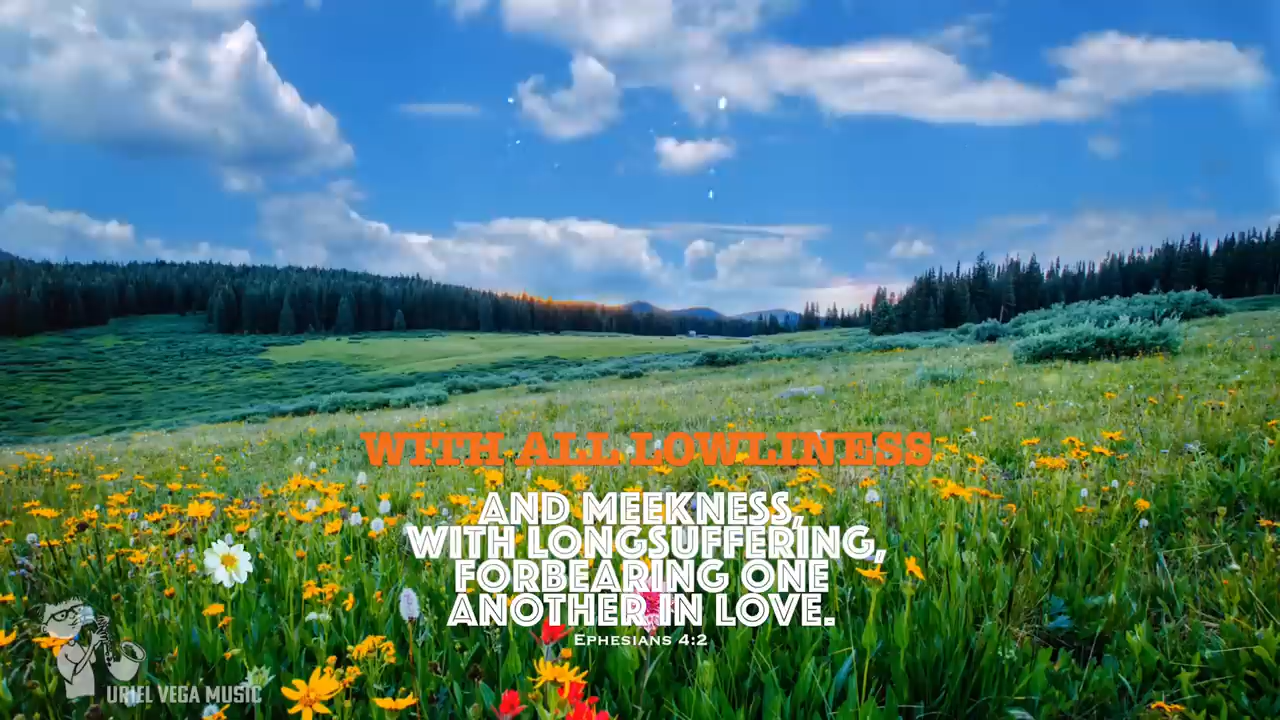 WITH ALL LOWLINESS
AND MEEKNESS,
WITH LONGSUFFERING,
FORBEARING ONE
ANOTHER IN LOVE.
EPHESIANS 4:2
URIEL VEGA MUSIC